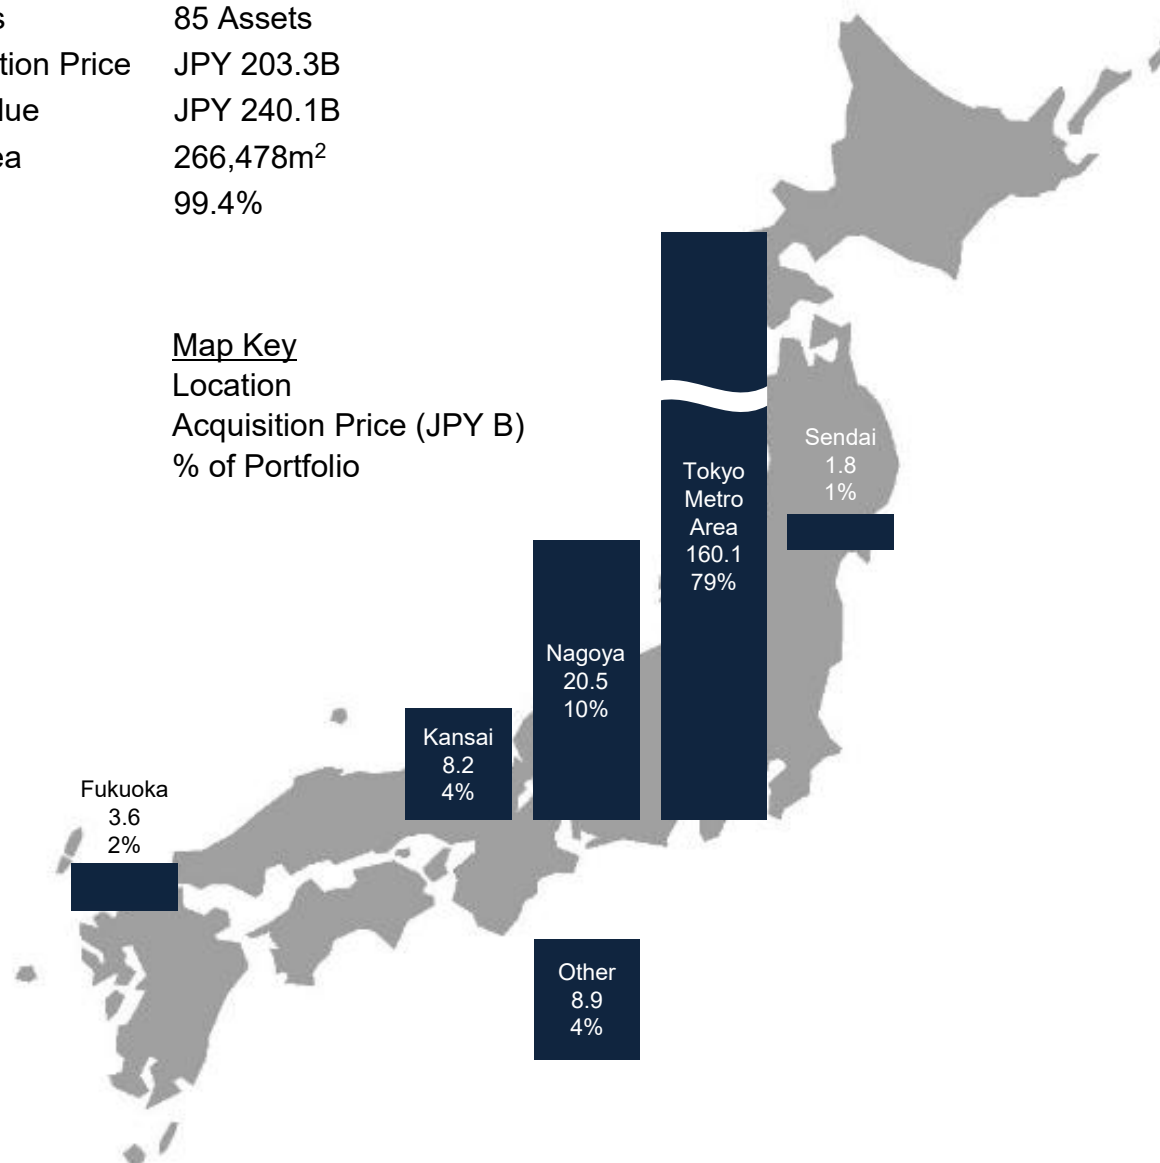 s 85 Assets
tion Price JPY 203.3B
lue JPY 240.1B
ea 266,478m²
99.4%
Map Key
Location
Acquisition Price (JPY B)
% of Portfolio
Sendai
1.8
1%
Tokyo
Metro
Area
160.1
79%
Nagoya
20.5
10%
Kansai
8.2
4%
Fukuoka
3.6
2%
Other
8.9
4%